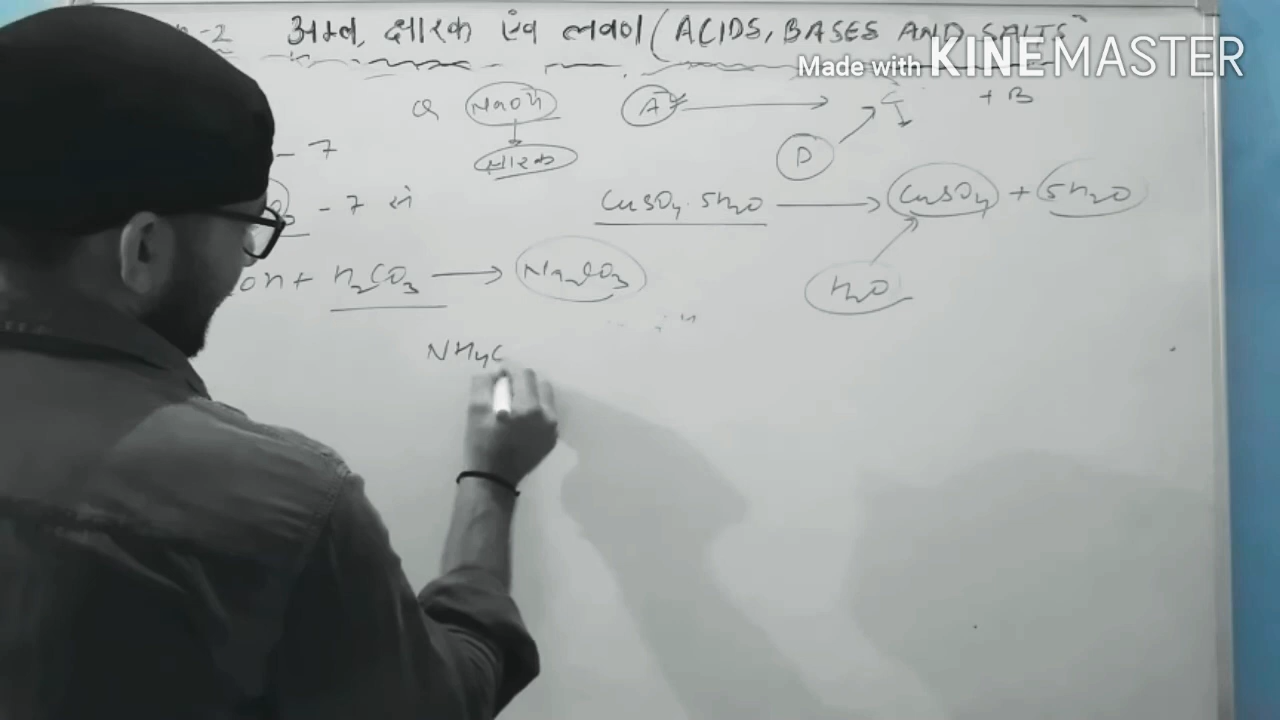 -2 अम्ल, क्षारक एंव लवण (ACIDS, BASES AND SALTS
Made with KINEMASTER
Q NaOH A → C + B
- 7 क्षारक D
- 7 से CuSO4. 5H2O → CuSO4 + 5H2O
OH + H2CO3 → Na2CO3 H2O
NH4C